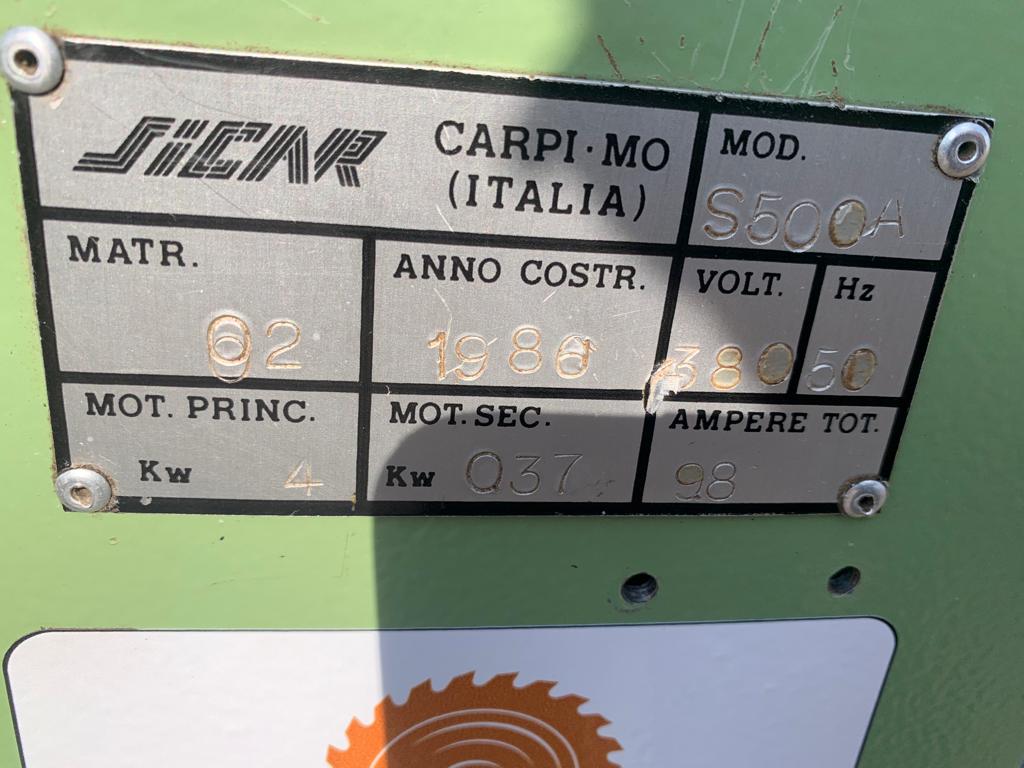 SICAR
CARPI·MO
(ITALIA)
MOD.
S500A
MATR.
02
ANNO COSTR.
VOLT.
380
Hz
50
MOT. PRINC.
Kw 4
MOT. SEC.
Kw 037
AMPERE TOT.
98